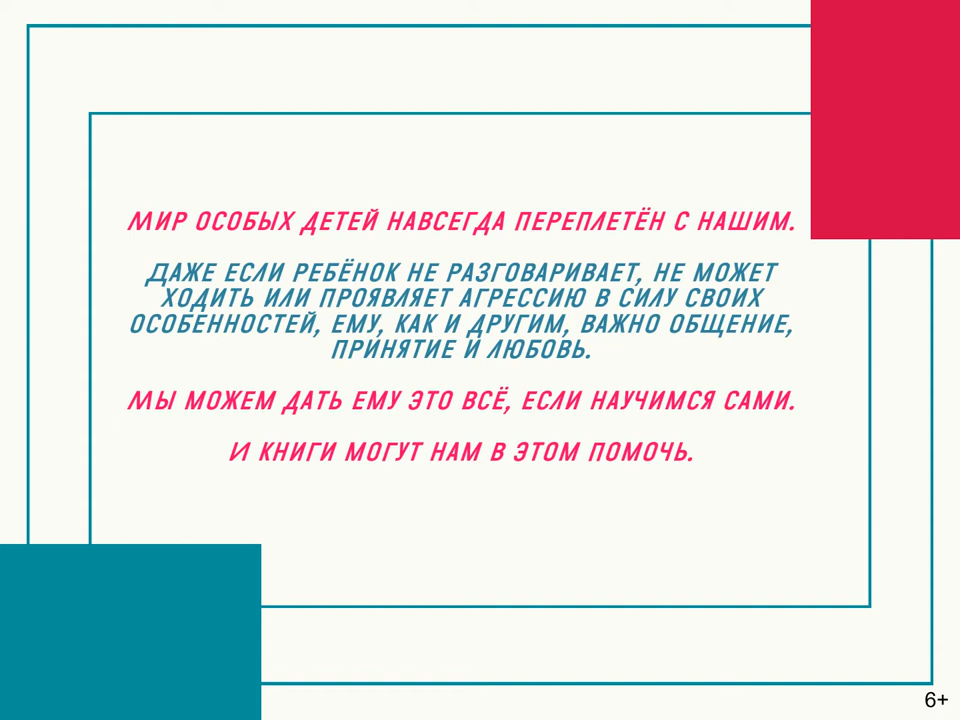 МИР ОСОБЫХ ДЕТЕЙ НАВСЕГДА ПЕРЕПЛЕТЁН С НАШИМ.
ДАЖЕ ЕСЛИ РЕБЁНОК НЕ РАЗГОВАРИВАЕТ, НЕ МОЖЕТ
ХОДИТЬ ИЛИ ПРОЯВЛЯЕТ АГРЕССИЮ В СИЛУ СВОИХ
ОСОБЕННОСТЕЙ, ЕМУ, КАК И ДРУГИМ, ВАЖНО ОБЩЕНИЕ,
ПРИНЯТИЕ И ЛЮБОВЬ.
МЫ МОЖЕМ ДАТЬ ЕМУ ЭТО ВСЁ, ЕСЛИ НАУЧИМСЯ САМИ.
И КНИГИ МОГУТ НАМ В ЭТОМ ПОМОЧЬ.
6+